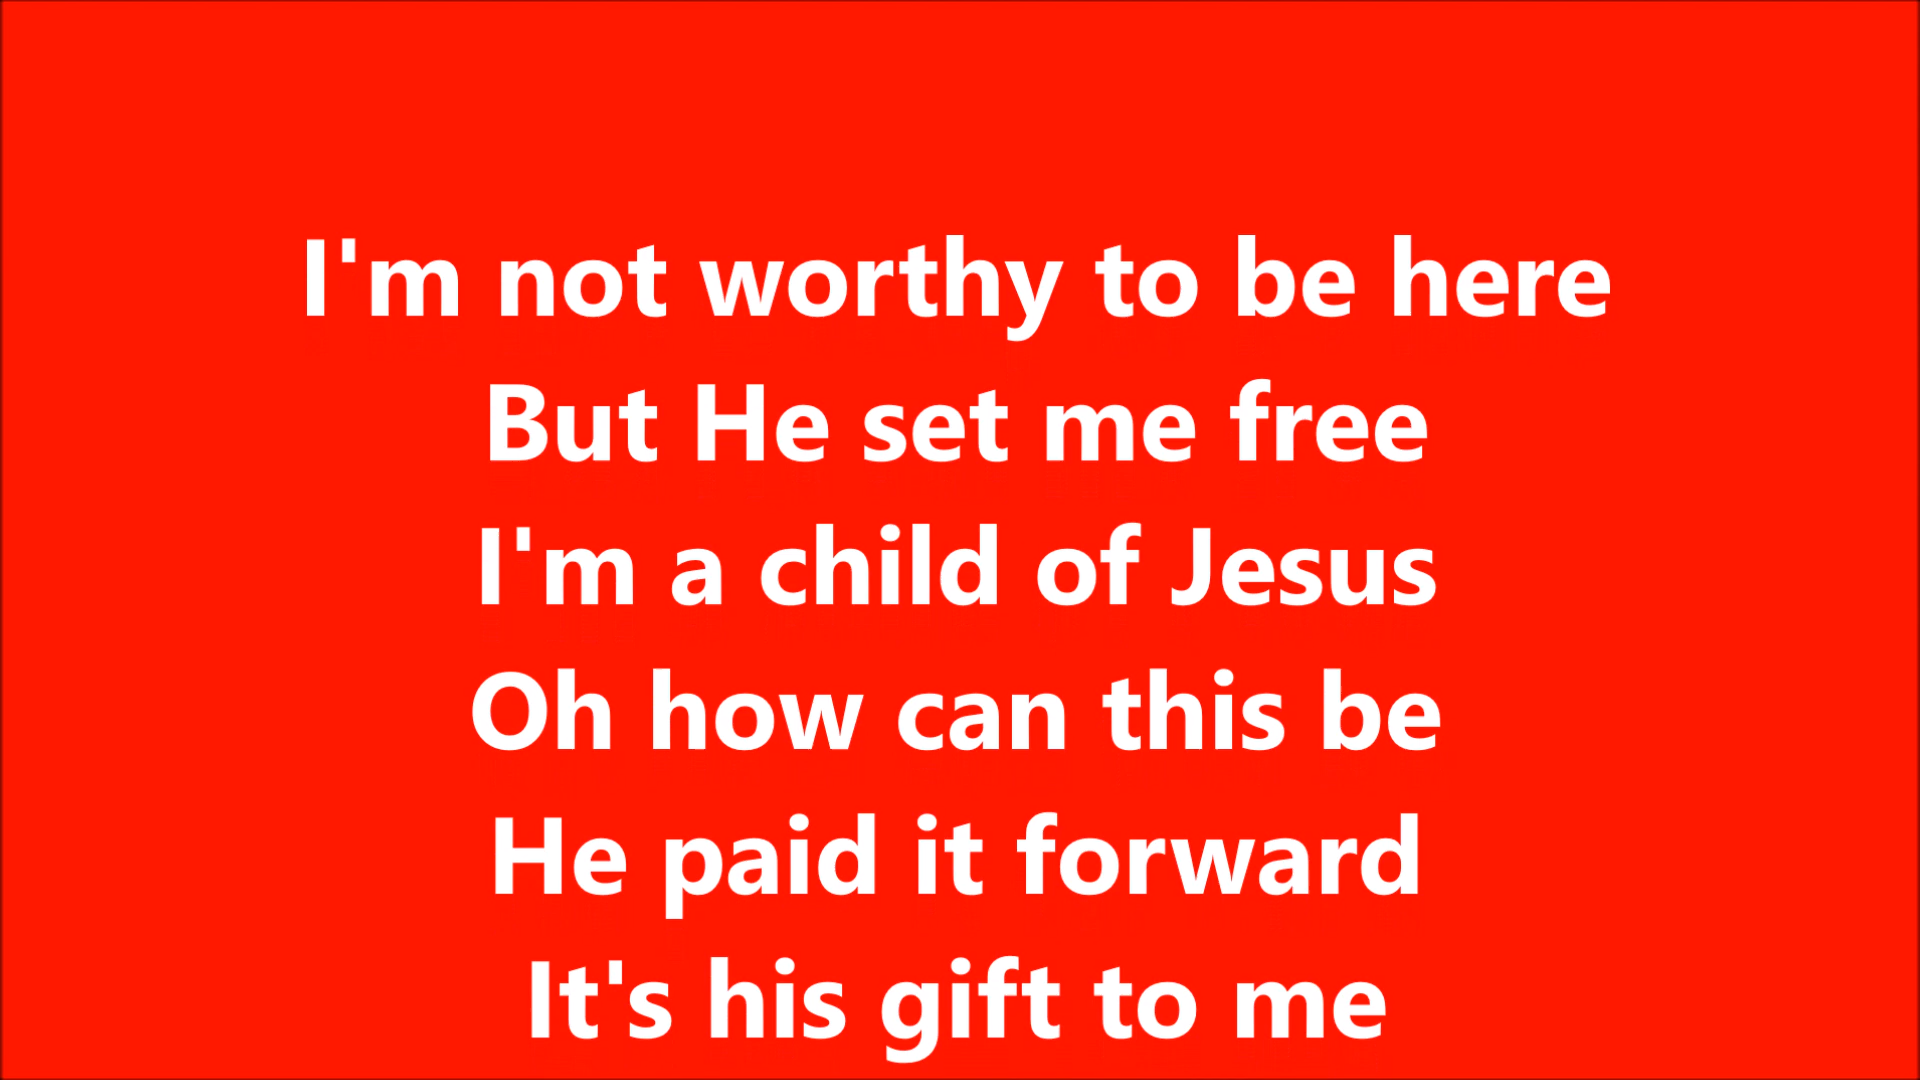 I'm not worthy to be here
But He set me free
I'm a child of Jesus
Oh how can this be
He paid it forward
It's his gift to me